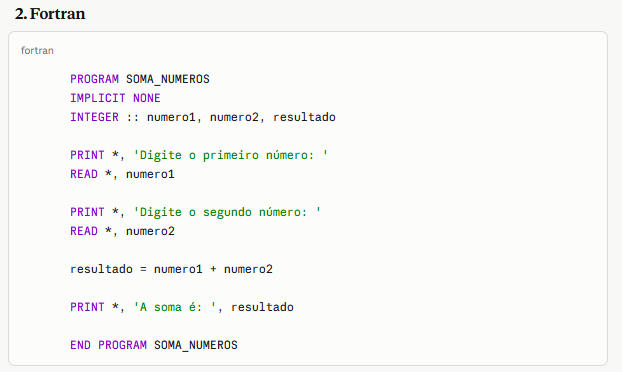 2. Fortran
fortran
PROGRAM SOMA_NUMEROS
IMPLICIT NONE
INTEGER :: numero1, numero2, resultado
PRINT *, 'Digite o primeiro número: '
READ *, numero1
PRINT *, 'Digite o segundo número: '
READ *, numero2
resultado = numero1 + numero2
PRINT *, 'A soma é: ', resultado
END PROGRAM SOMA_NUMEROS